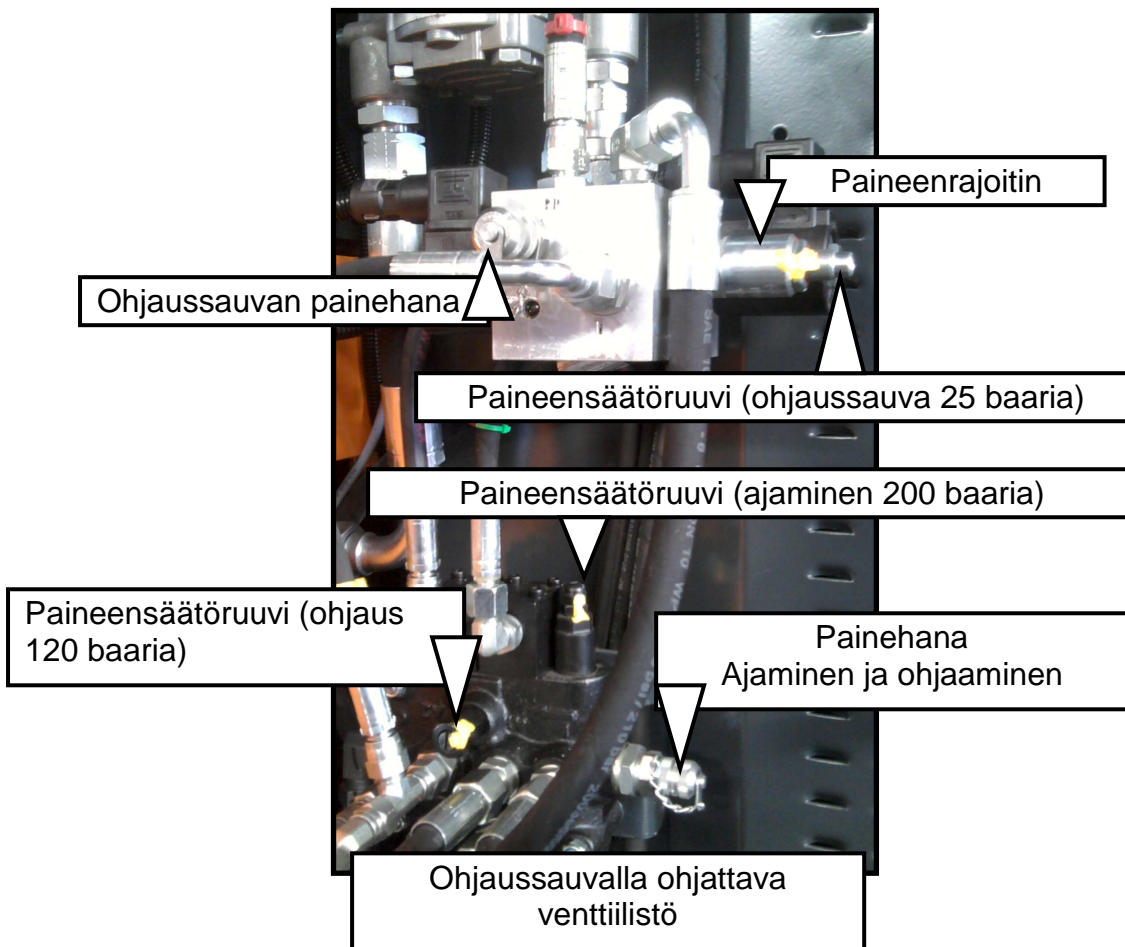 Paineenrajoitin
Ohjaussauvan painehana
Paineensäätöruuvi (ohjaussauva 25 baaria)
Paineensäätöruuvi (ajaminen 200 baaria)
Paineensäätöruuvi (ohjaus
120 baaria)
Painehana
Ajaminen ja ohjaaminen
Ohjaussauvalla ohjattava
venttiilistö
SAE